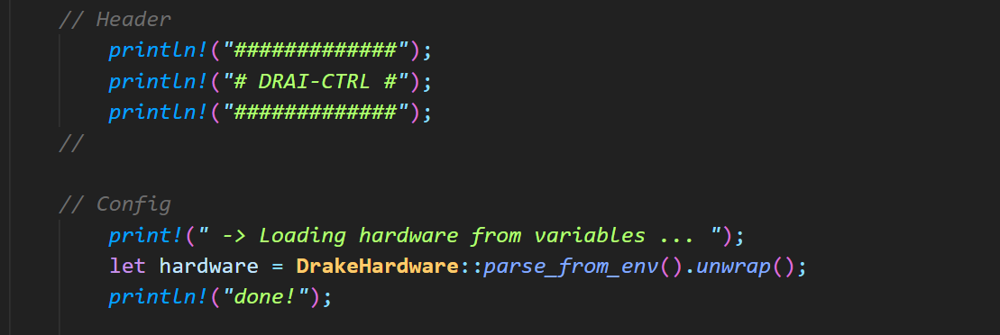 // Header
println!("#############");
println!("# DRAI-CTRL #");
println!("#############");
//
// Config
print!(" -> Loading hardware from variables ... ");
let hardware = DrakeHardware::parse_from_env().unwrap();
println!("done!");